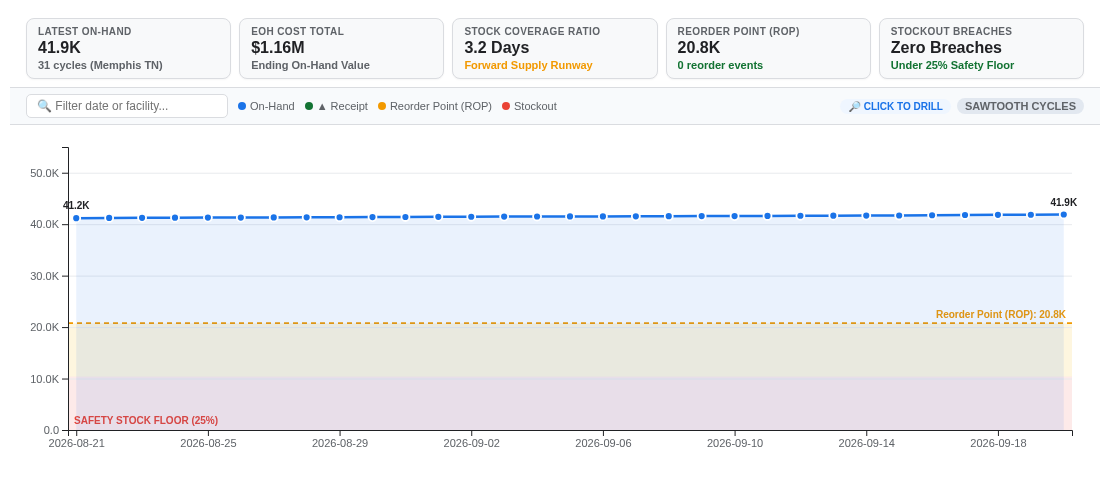 LATEST ON-HAND
41.9K
31 cycles (Memphis TN)
EOH COST TOTAL
$1.16M
Ending On-Hand Value
STOCK COVERAGE RATIO
3.2 Days
Forward Supply Runway
REORDER POINT (ROP)
20.8K
0 reorder events
STOCKOUT BREACHES
Zero Breaches
Under 25% Safety Floor
🔍 Filter date or facility...
On-Hand
▲ Receipt
Reorder Point (ROP)
Stockout
🔎 CLICK TO DRILL
SAWTOOTH CYCLES
50.0K
40.0K
30.0K
20.0K
10.0K
0.0
41.2K
41.9K
Reorder Point (ROP): 20.8K
SAFETY STOCK FLOOR (25%)
2026-08-21
2026-08-25
2026-08-29
2026-09-02
2026-09-06
2026-09-10
2026-09-14
2026-09-18